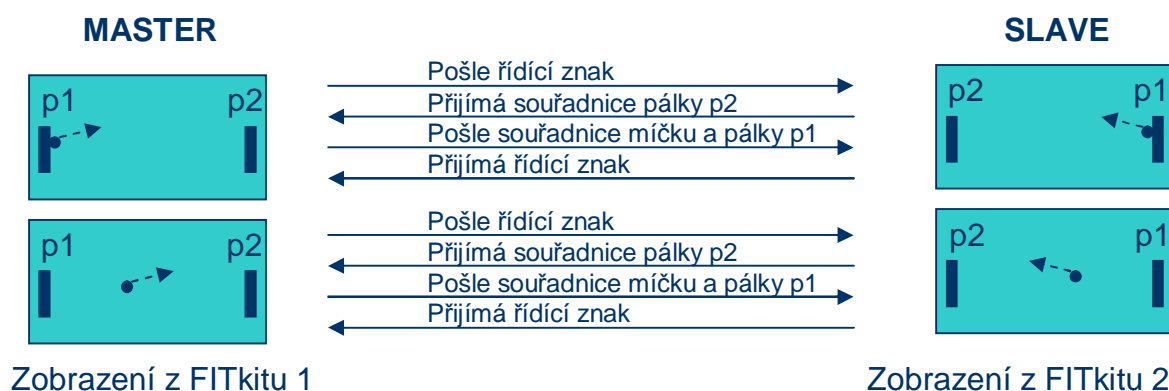 MASTER
SLAVE
p1 p2
Pošle řídící znak
Přijímá souřadnice pálky p2
Pošle souřadnice míčku a pálky p1
Přijímá řídící znak
p2 p1
p1 p2
Pošle řídící znak
Přijímá souřadnice pálky p2
Pošle souřadnice míčku a pálky p1
Přijímá řídící znak
p2 p1
Zobrazení z FITkitu 1
Zobrazení z FITkitu 2